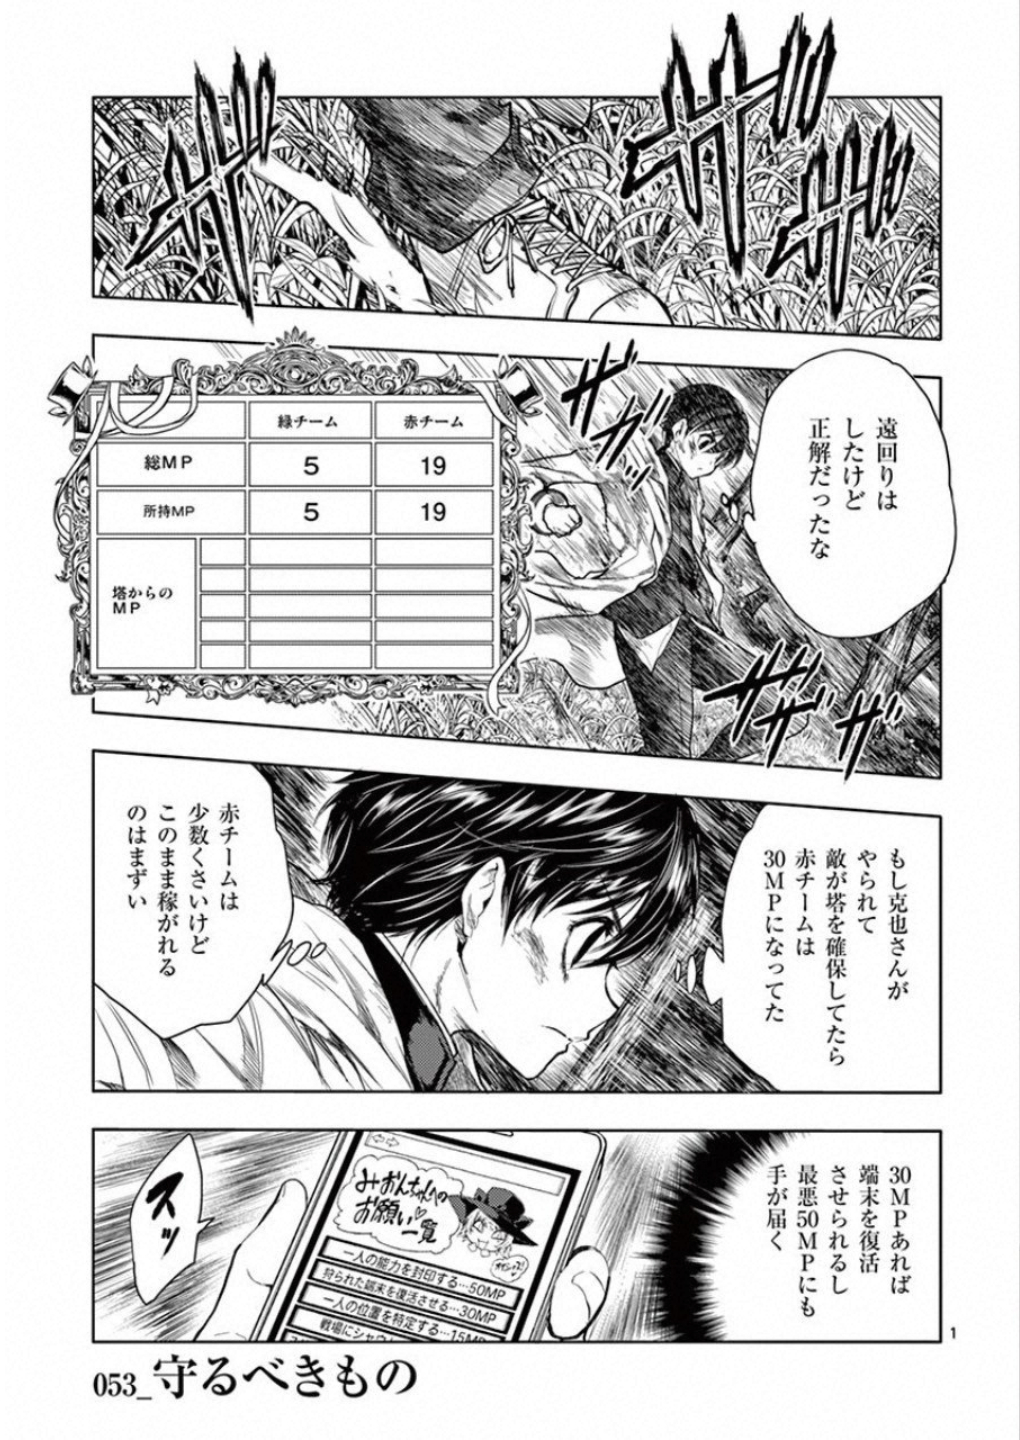 ザザザ
ザザザ
ザザザ
遠回りは
したけど
正解だったな
ザザザ
緑チーム 赤チーム
総MP 5 19
所持MP 5 19
塔からの
MP
ザザザ
もし克也さんが
やられて
敵が塔を確保してたら
赤チームは
30MPになってた
赤チームは
少数くさいけど
このまま稼がれる
のはまずい
30MPあれば
端末を復活
させられるし
最悪50MPにも
手が届く
みおんちゃんへの
お願い
一覧
一人の能力を封印する…50MP
狩られた端末を復活させる…30MP
一人の位置を特定する…15MP
スッ
1
053_守るべきもの